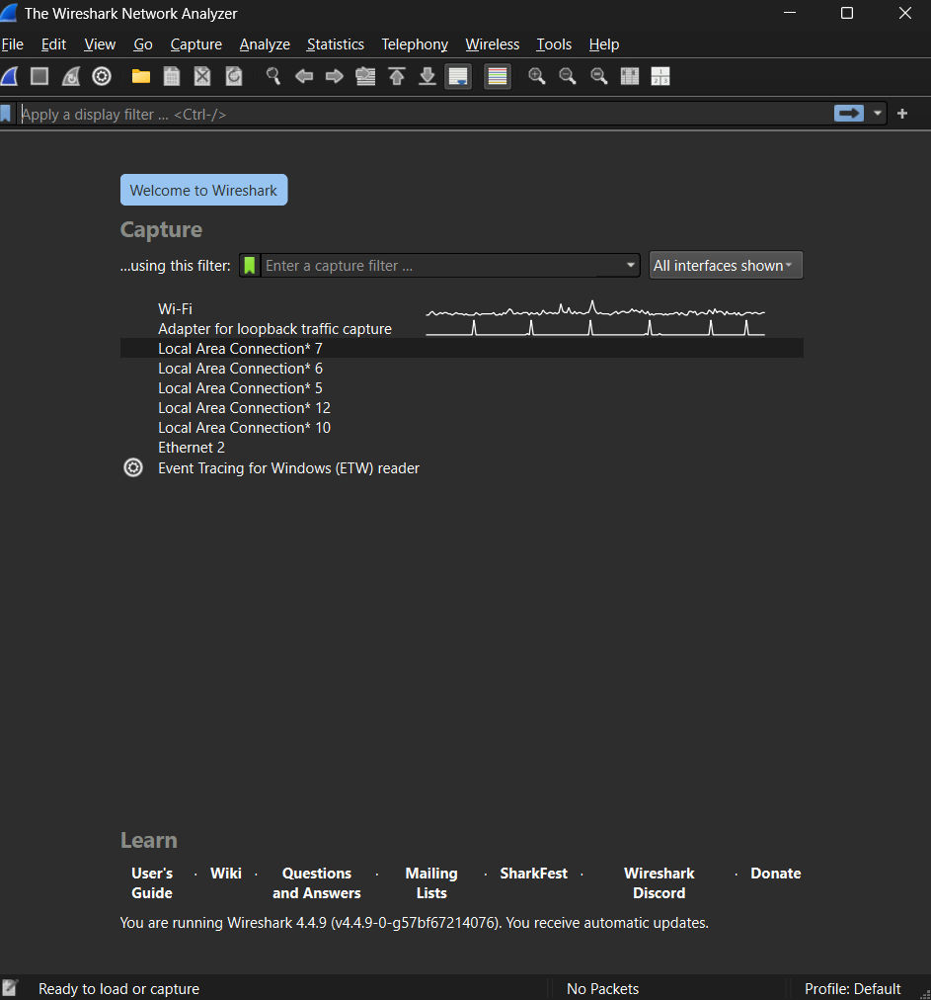 The Wireshark Network Analyzer
File Edit View Go Capture Analyze Statistics Telephony Wireless Tools Help
Apply a display filter ... <Ctrl-/>
Welcome to Wireshark
Capture
...using this filter: Enter a capture filter ... All interfaces shown
Wi-Fi
Adapter for loopback traffic capture
Local Area Connection* 7
Local Area Connection* 6
Local Area Connection* 5
Local Area Connection* 12
Local Area Connection* 10
Ethernet 2
Event Tracing for Windows (ETW) reader
Learn
User's Guide · Wiki · Questions and Answers · Mailing Lists · SharkFest · Wireshark Discord · Donate
You are running Wireshark 4.4.9 (v4.4.9-0-g57bf67214076). You receive automatic updates.
Ready to load or capture No Packets Profile: Default